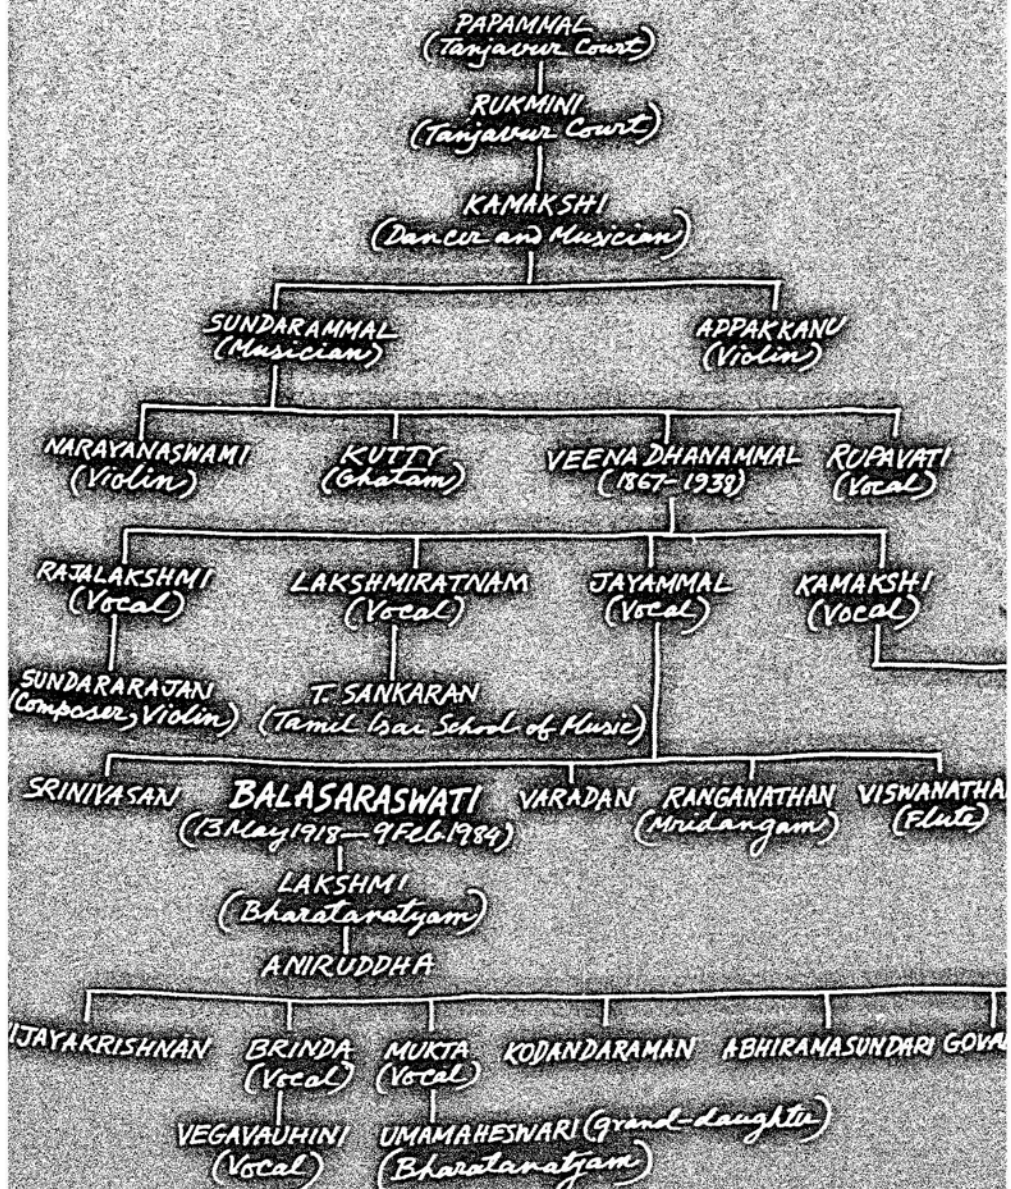 PAPAMMAL
(Tanjavur Court)
RUKMINI
(Tanjavur Court)
KAMAKSHI
(Dancer and Musician)
SUNDARAMMAL
(Musician)
APPAKKANU
(Violin)
NARAYANASWAMI
(Violin)
KUTTY
(Ghatam)
VEENA DHANAMMAL
(1867-1938)
RUPAVATI
(Vocal)
RAJALAKSHMI
(Vocal)
LAKSHMIRATNAM
(Vocal)
JAYAMMAL
(Vocal)
KAMAKSHI
(Vocal)
SUNDARARAJAN
(Composer, Violin)
T. SANKARAN
(Tamil Isai School of Music)
SRINIVASAN
BALASARASWATI
(13 May 1918—9 Feb. 1984)
VARADAN
RANGANATHAN
(Mridangam)
VISWANATHA
(Flute)
LAKSHMI
(Bharatanatyam)
ANIRUDDHA
IJAYAKRISHNAN
BRINDA
(Vocal)
MUKTA
(Vocal)
KODANDARAMAN
ABHIRAMASUNDARI
GOVA
VEGAVAUHINI
(Vocal)
UMAMAHESWARI (grand-daughter)
(Bharatanatyam)